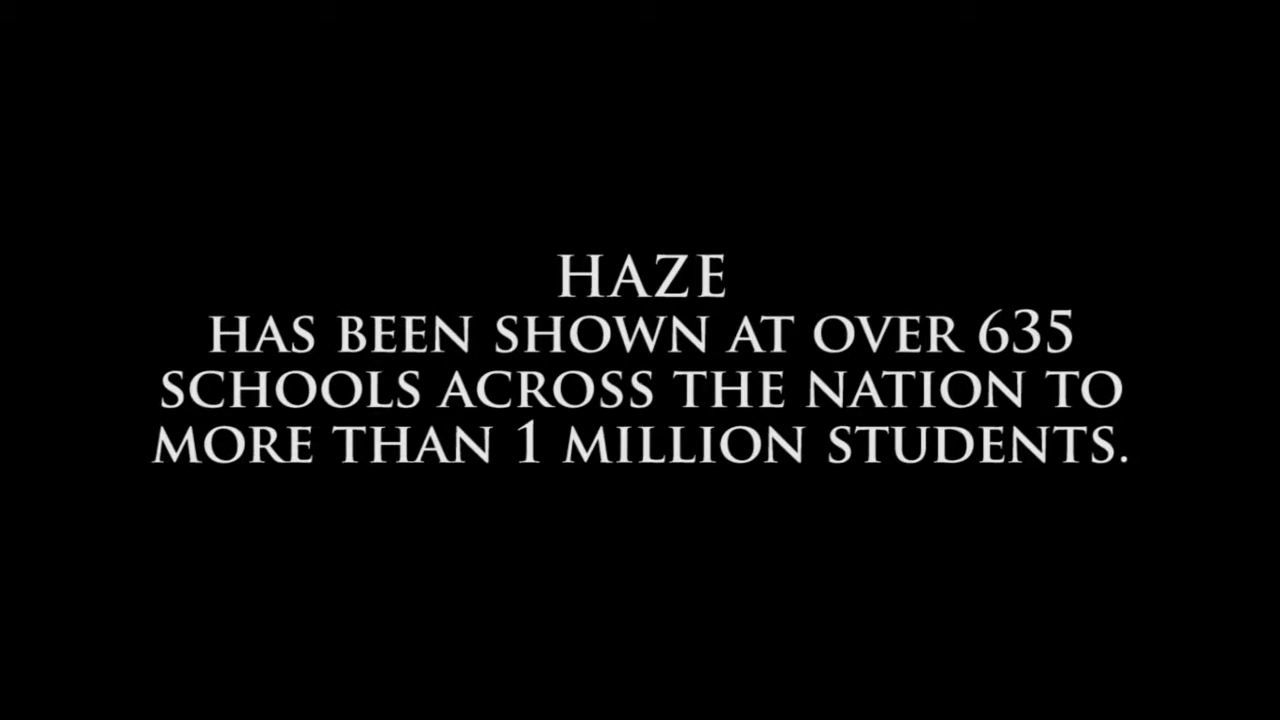 HAZE
HAS BEEN SHOWN AT OVER 635
SCHOOLS ACROSS THE NATION TO
MORE THAN 1 MILLION STUDENTS.